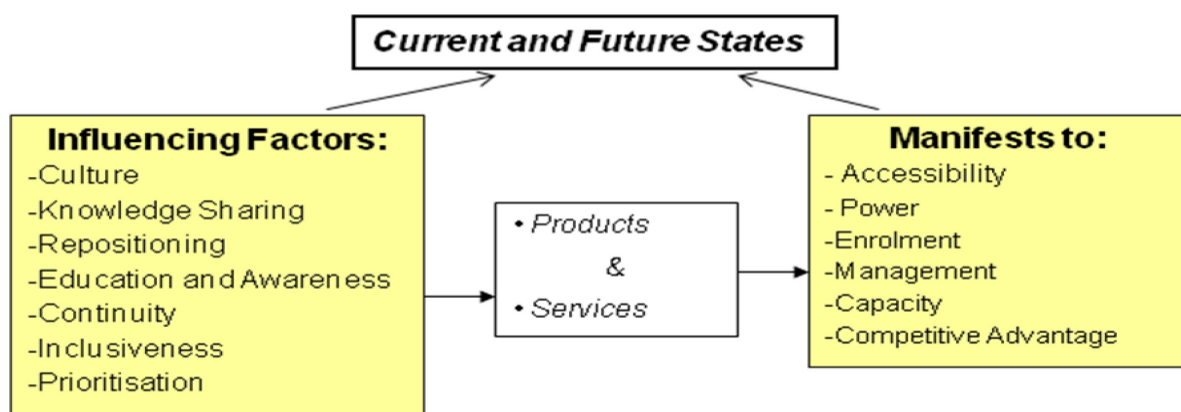 Current and Future States
Influencing Factors:
-Culture
-Knowledge Sharing
-Repositioning
-Education and Awareness
-Continuity
-Inclusiveness
-Prioritisation
• Products
&
• Services
Manifests to:
- Accessibility
- Power
-Enrolment
-Management
-Capacity
-Competitive Advantage